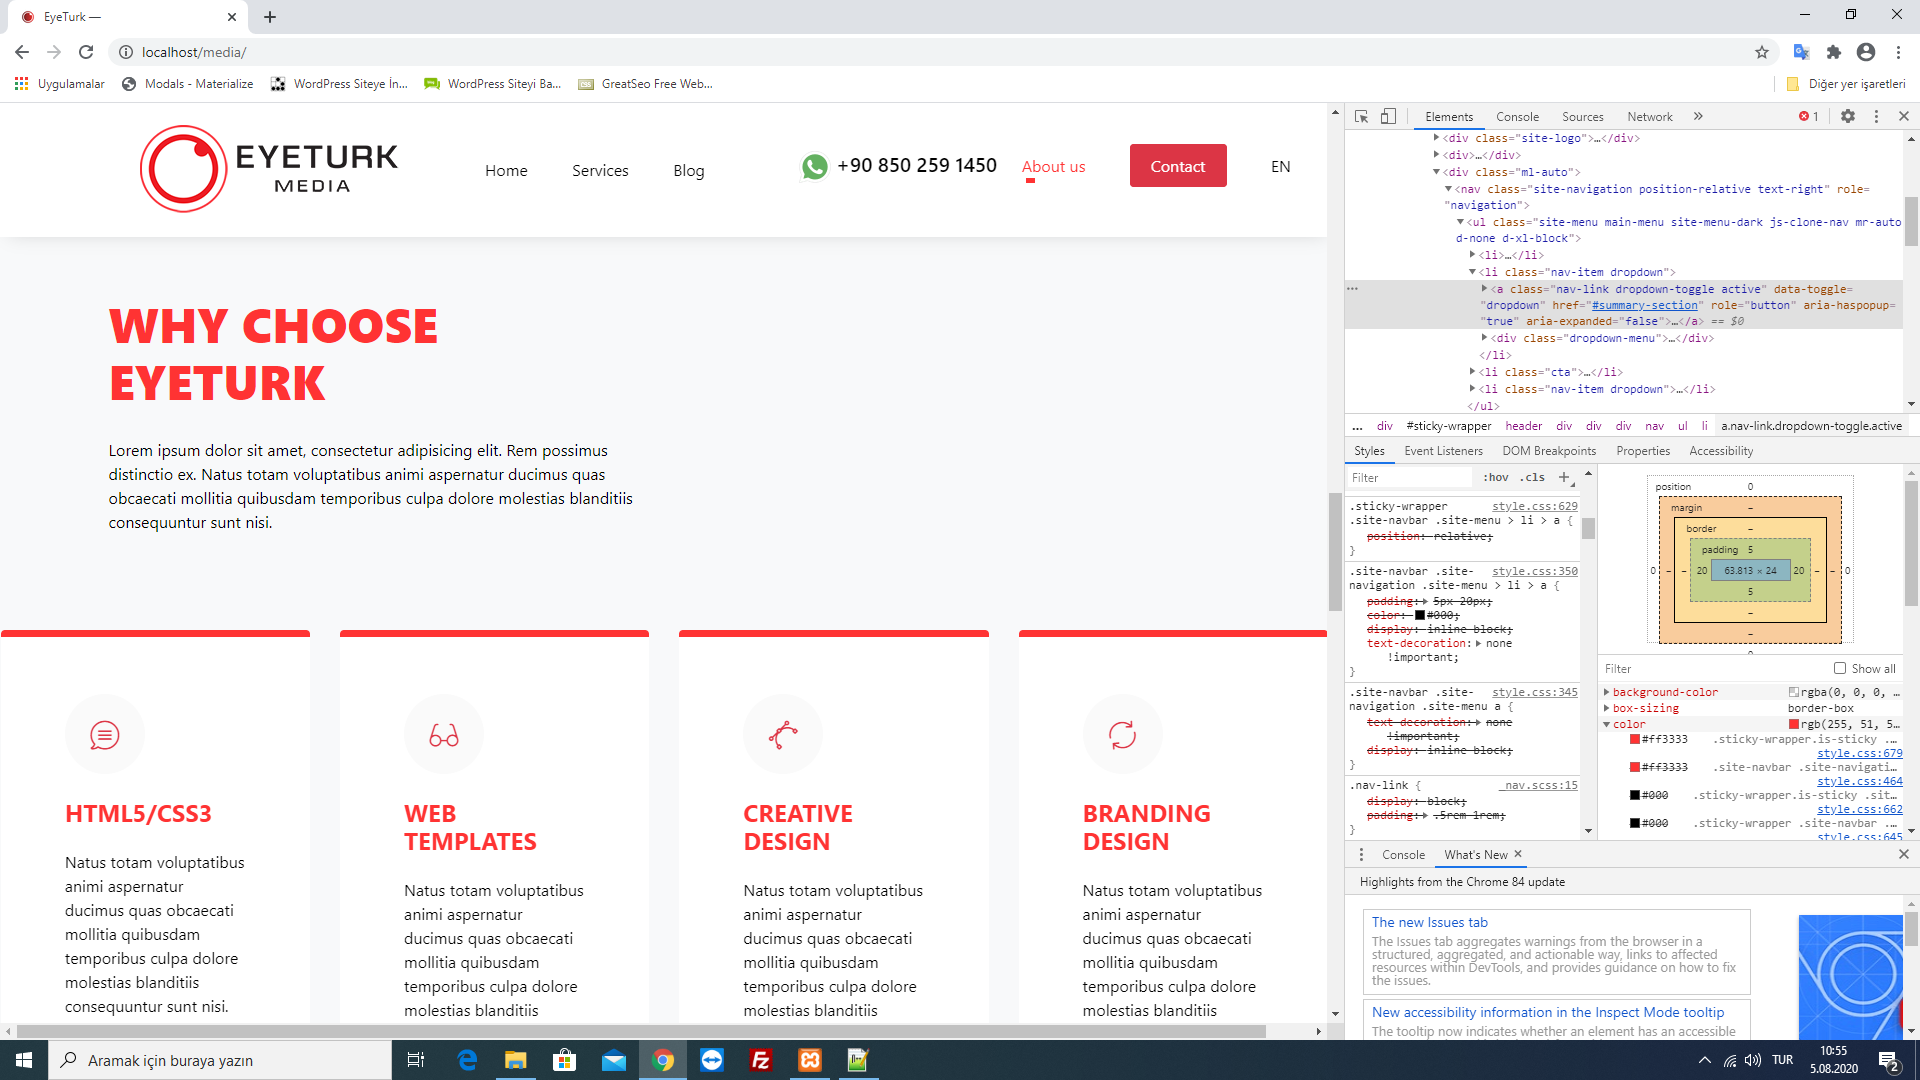 EyeTurk —
localhost/media/
Uygulamalar
Modals - Materialize
WordPress Siteye İn...
WordPress Siteyi Ba...
GreatSeo Free Web...
Diğer yer işaretleri
EYETURK
MEDIA
Home
Services
Blog
+90 850 259 1450
About us
Contact
EN
WHY CHOOSE
EYETURK
Lorem ipsum dolor sit amet, consectetur adipisicing elit. Rem possimus
distinctio ex. Natus totam voluptatibus animi aspernatur ducimus quas
obcaecati mollitia quibusdam temporibus culpa dolore molestias blanditiis
consequuntur sunt nisi.
HTML5/CSS3
Natus totam voluptatibus
animi aspernatur
ducimus quas obcaecati
mollitia quibusdam
temporibus culpa dolore
molestias blanditiis
consequuntur sunt nisi.
WEB
TEMPLATES
Natus totam voluptatibus
animi aspernatur
ducimus quas obcaecati
mollitia quibusdam
temporibus culpa dolore
molestias blanditiis
CREATIVE
DESIGN
Natus totam voluptatibus
animi aspernatur
ducimus quas obcaecati
mollitia quibusdam
temporibus culpa dolore
molestias blanditiis
BRANDING
DESIGN
Natus totam voluptatibus
animi aspernatur
ducimus quas obcaecati
mollitia quibusdam
temporibus culpa dolore
molestias blanditiis
Elements Console Sources Network » 1
<div class="site-logo">…</div>
<div>…</div>
<div class="ml-auto">
<nav class="site-navigation position-relative text-right" role=
"navigation">
<ul class="site-menu main-menu site-menu-dark js-clone-nav mr-auto
d-none d-xl-block">
<li>…</li>
<li class="nav-item dropdown">
<a class="nav-link dropdown-toggle active" data-toggle=
"dropdown" href="#summary-section" role="button" aria-haspopup=
"true" aria-expanded="false">…</a> == $0
<div class="dropdown-menu">…</div>
</li>
<li class="cta">…</li>
<li class="nav-item dropdown">…</li>
</ul>
... div #sticky-wrapper header div div div nav ul li a.nav-link.dropdown-toggle.active
Styles Event Listeners DOM Breakpoints Properties Accessibility
Filter :hov .cls +
.sticky-wrapper style.css:629
.site-navbar .site-menu > li > a {
position: relative;
}
.site-navbar .site- style.css:350
navigation .site-menu > li > a {
padding: 5px 20px;
color: #000;
display: inline-block;
text-decoration: none
!important;
}
.site-navbar .site- style.css:345
navigation .site-menu a {
text-decoration: none
!important;
display: inline-block;
}
.nav-link { _nav.scss:15
display: block;
padding: .5rem 1rem;
}
position 0
margin –
border –
padding 5
0 – – 20 63.813 × 24 20 – – 0
5
–
–
Filter Show all
background-color rgba(0, 0, 0, …
box-sizing border-box
color rgb(255, 51, 5…
#ff3333 .sticky-wrapper.is-sticky .…
style.css:679
#ff3333 .site-navbar .site-navigati…
style.css:464
#000 .sticky-wrapper.is-sticky .sit…
style.css:662
#000 .sticky-wrapper .site-navbar .…
style.css:645
Console What's New
Highlights from the Chrome 84 update
The new Issues tab
The Issues tab aggregates warnings from the browser in a
structured, aggregated, and actionable way, links to affected
resources within DevTools, and provides guidance on how to fix
the issues.
New accessibility information in the Inspect Mode tooltip
The tooltip now indicates whether an element has an accessible
Aramak için buraya yazın
TUR
10:55
5.08.2020
2